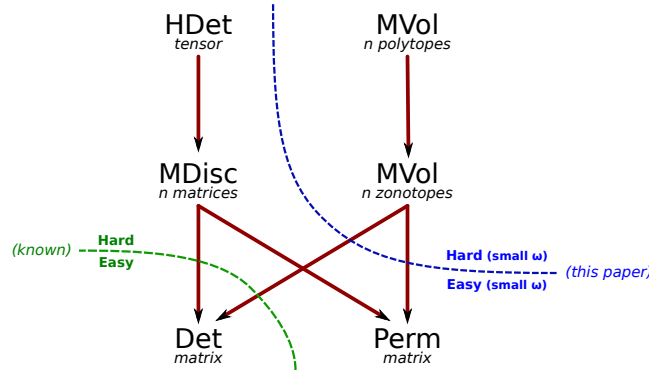 HDet
tensor
MVol
n polytopes
MDisc
n matrices
MVol
n zonotopes
(known)
Hard
Easy
Hard (small ω)
Easy (small ω)
(this paper)
Det
matrix
Perm
matrix